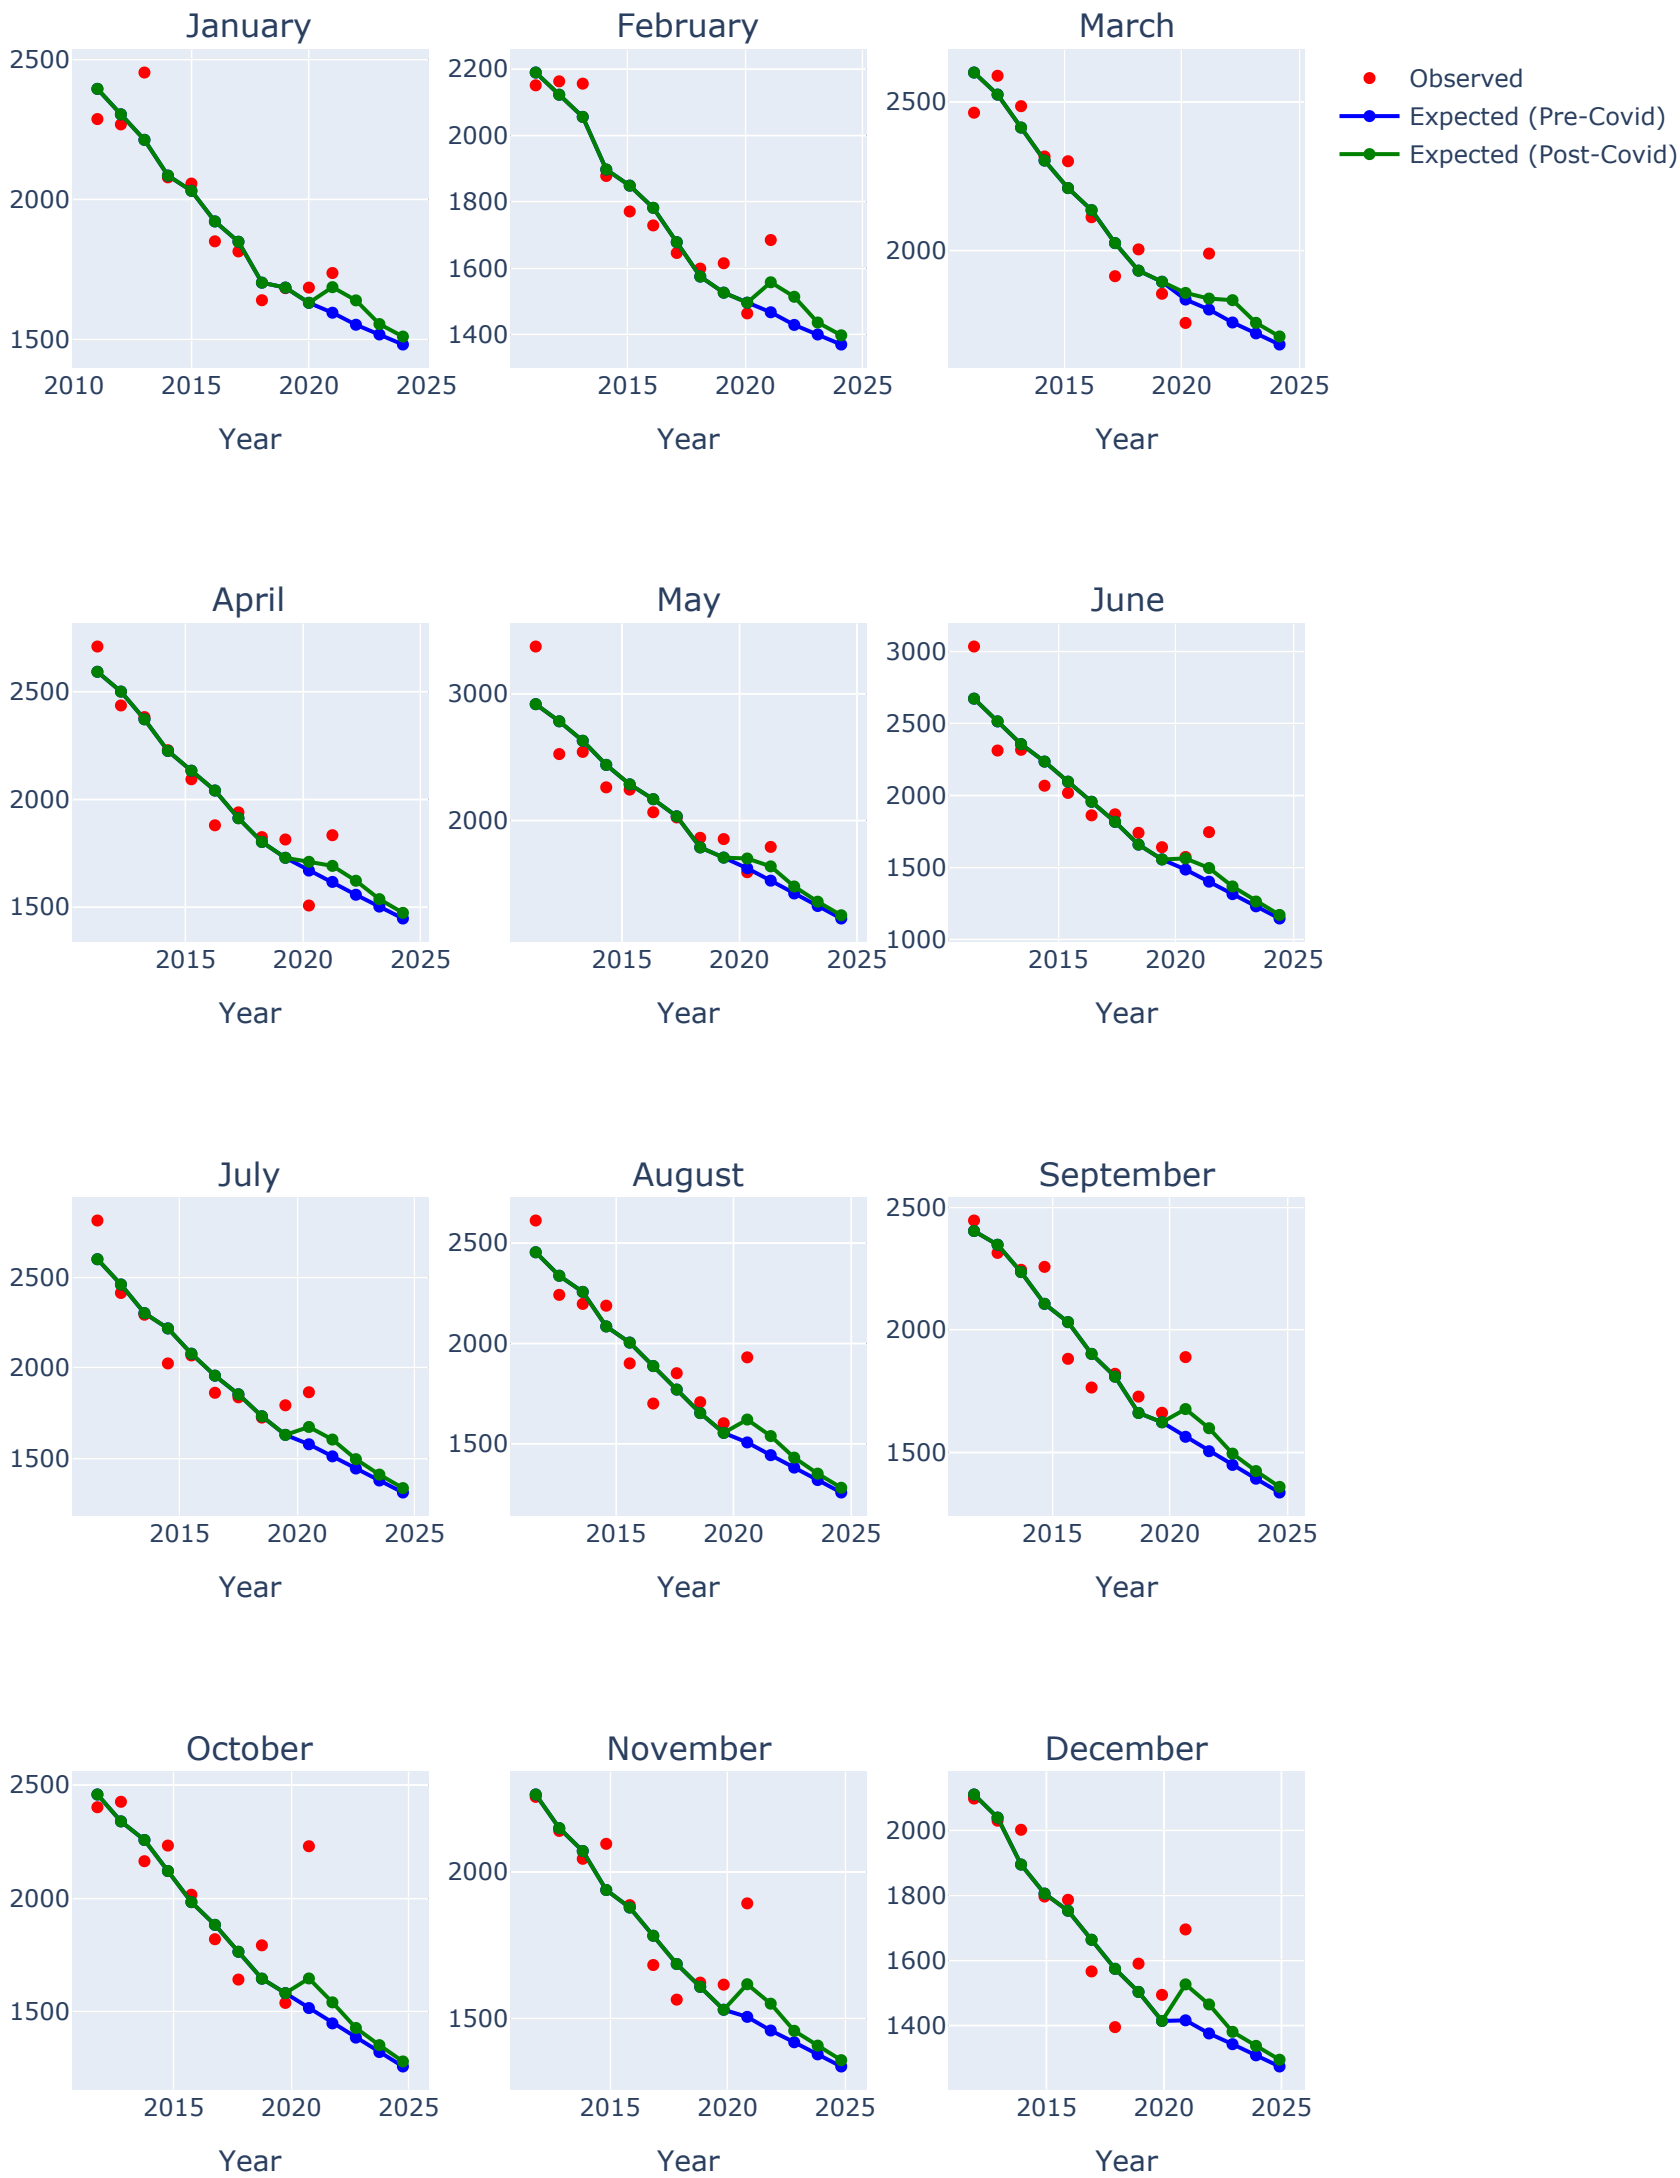 January
February
March
Observed
Expected (Pre-Covid)
Expected (Post-Covid)
2500
2000
1500
2010
2015
2020
2025
2200
2000
1800
1600
1400
2015
2020
2025
2500
2000
2015
2020
2025
Year
Year
Year
April
May
June
2500
2000
1500
2015
2020
2025
3000
2000
2015
2020
2025
3000
2500
2000
1500
1000
2015
2020
2025
Year
Year
Year
July
August
September
2500
2000
1500
2015
2020
2025
2500
2000
1500
2015
2020
2025
2500
2000
1500
2015
2020
2025
Year
Year
Year
October
November
December
2500
2000
1500
2015
2020
2025
2000
1500
2015
2020
2025
2000
1800
1600
1400
2015
2020
2025
Year
Year
Year